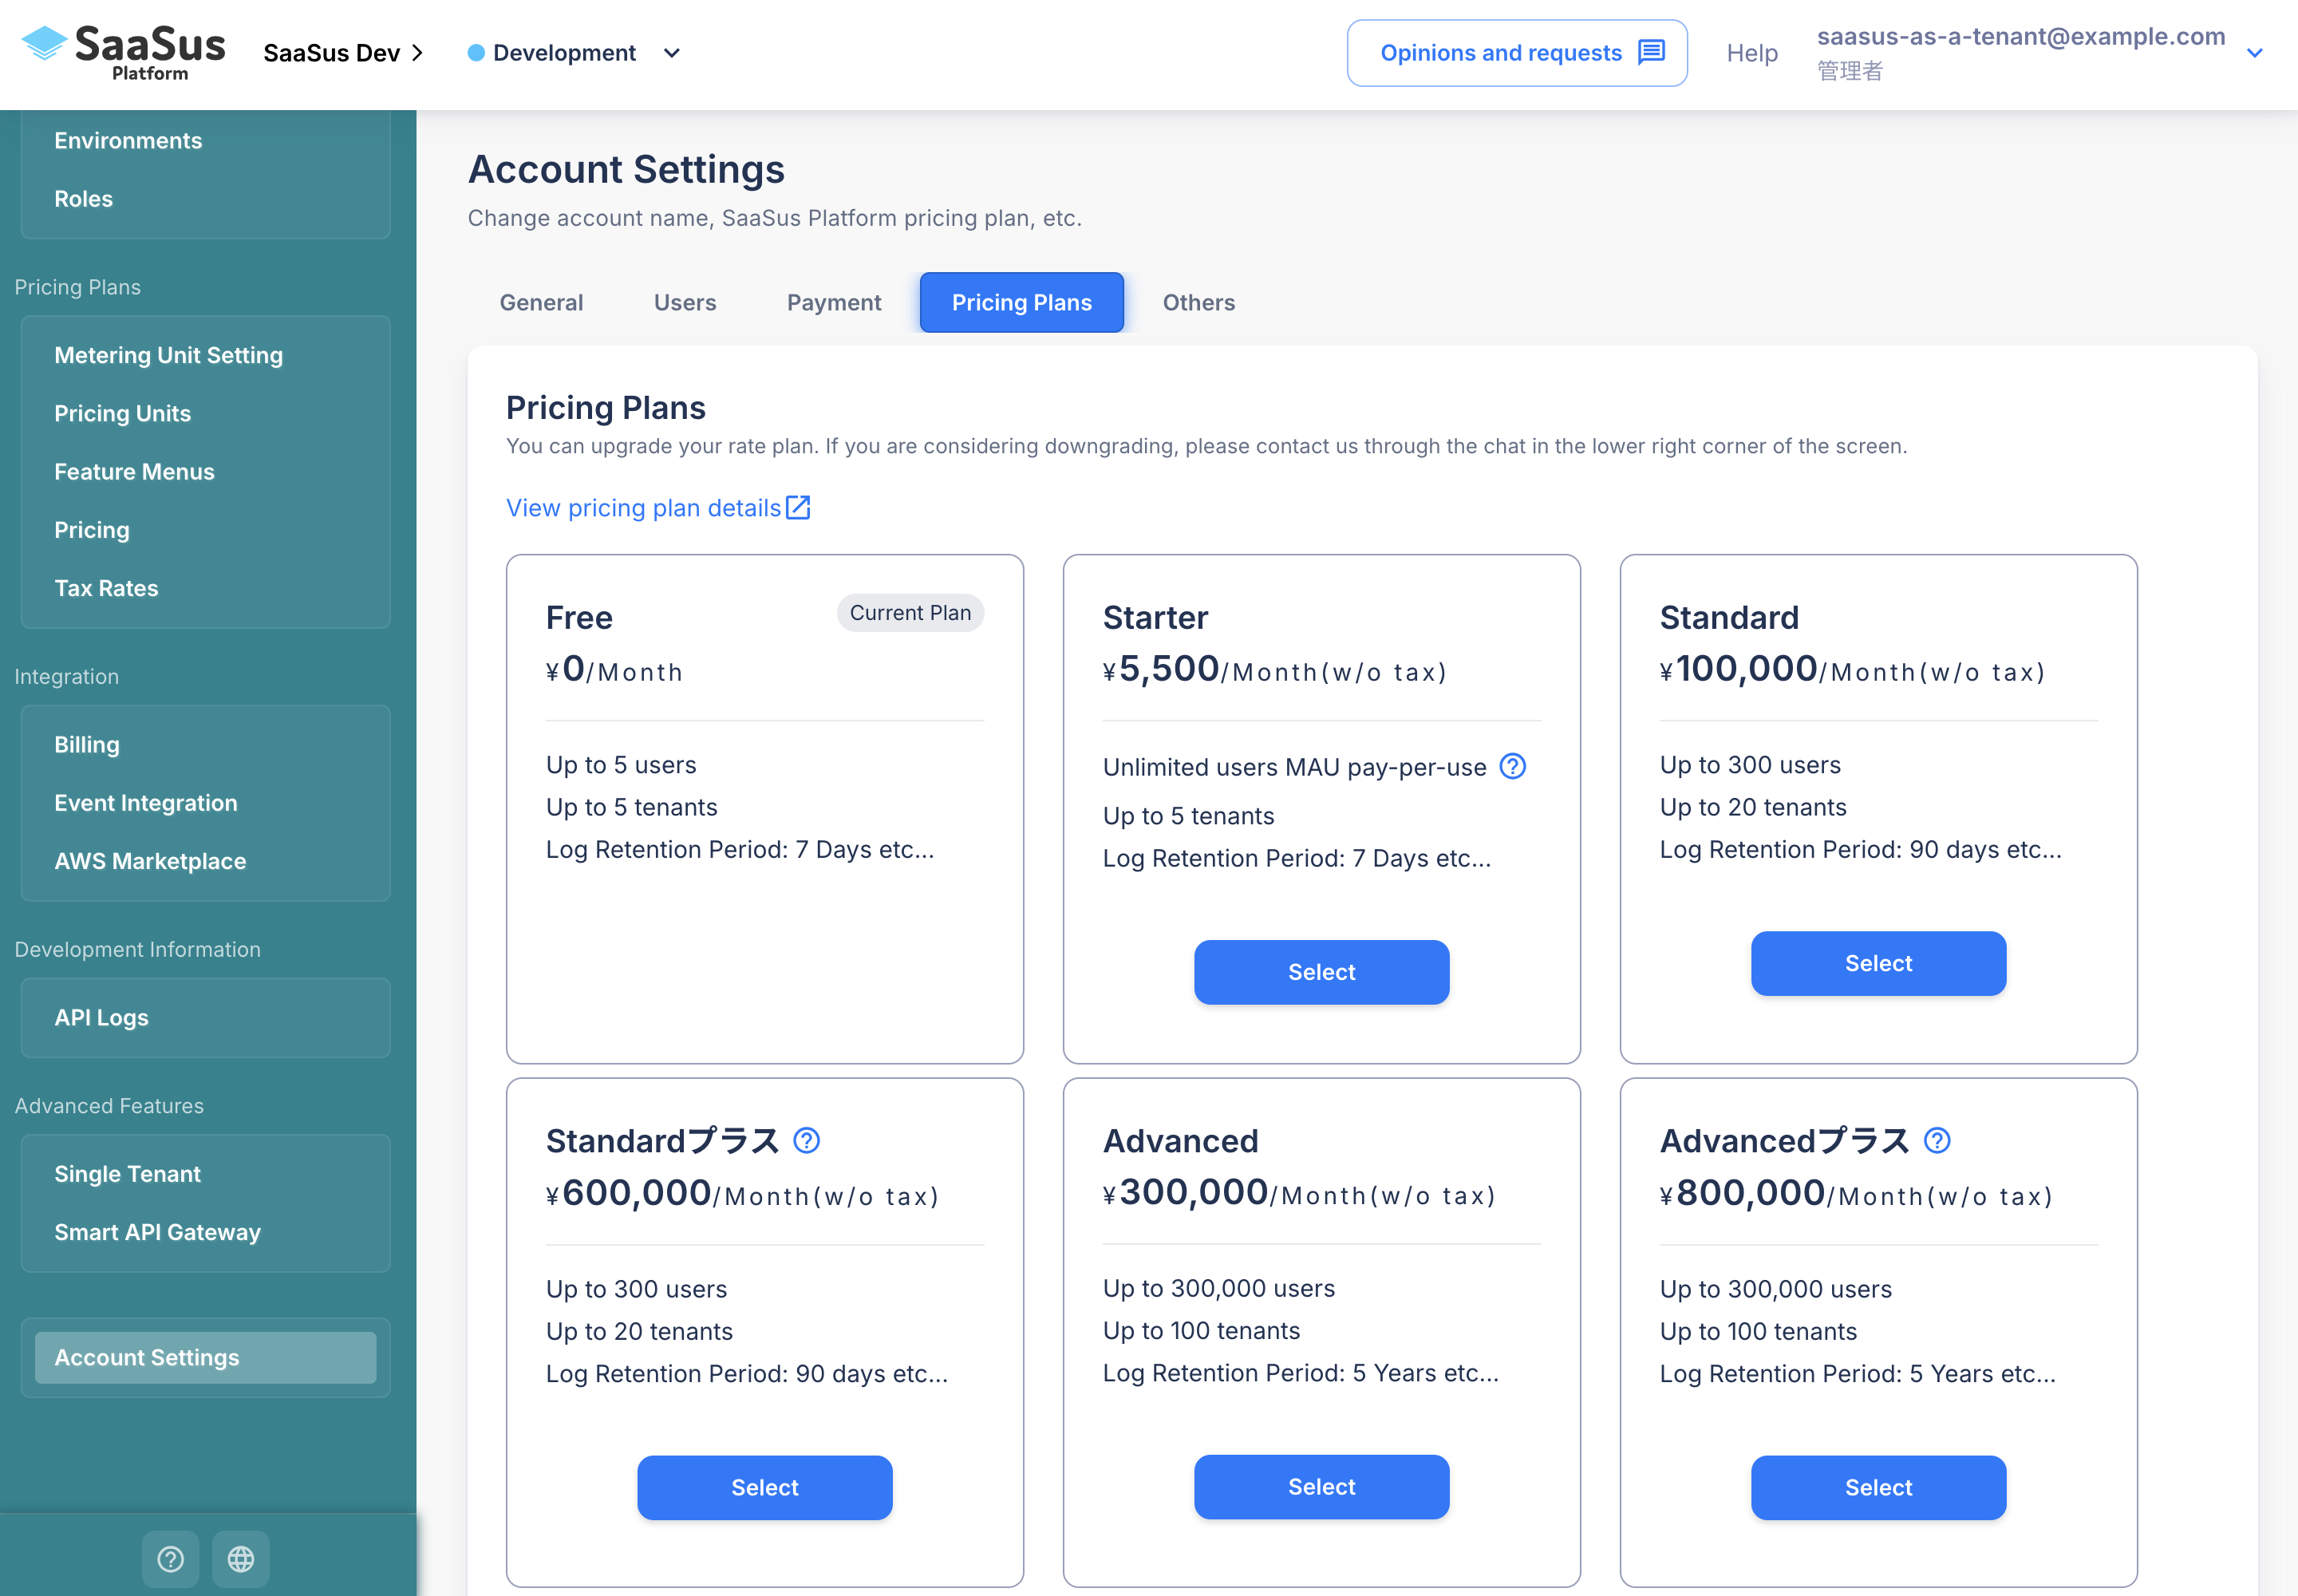 SaaSus
Platform
SaaSus Dev
Development
Opinions and requests
Help
saasus-as-a-tenant@example.com
管理者
Environments
Roles
Pricing Plans
Metering Unit Setting
Pricing Units
Feature Menus
Pricing
Tax Rates
Integration
Billing
Event Integration
AWS Marketplace
Development Information
API Logs
Advanced Features
Single Tenant
Smart API Gateway
Account Settings
Account Settings
Change account name, SaaSus Platform pricing plan, etc.
General
Users
Payment
Pricing Plans
Others
Pricing Plans
You can upgrade your rate plan. If you are considering downgrading, please contact us through the chat in the lower right corner of the screen.
View pricing plan details
Free
Current Plan
¥0/Month
Up to 5 users
Up to 5 tenants
Log Retention Period: 7 Days etc...
Starter
¥5,500/Month(w/o tax)
Unlimited users MAU pay-per-use
Up to 5 tenants
Log Retention Period: 7 Days etc...
Select
Standard
¥100,000/Month(w/o tax)
Up to 300 users
Up to 20 tenants
Log Retention Period: 90 days etc...
Select
Standardプラス
¥600,000/Month(w/o tax)
Up to 300 users
Up to 20 tenants
Log Retention Period: 90 days etc...
Select
Advanced
¥300,000/Month(w/o tax)
Up to 300,000 users
Up to 100 tenants
Log Retention Period: 5 Years etc...
Select
Advancedプラス
¥800,000/Month(w/o tax)
Up to 300,000 users
Up to 100 tenants
Log Retention Period: 5 Years etc...
Select